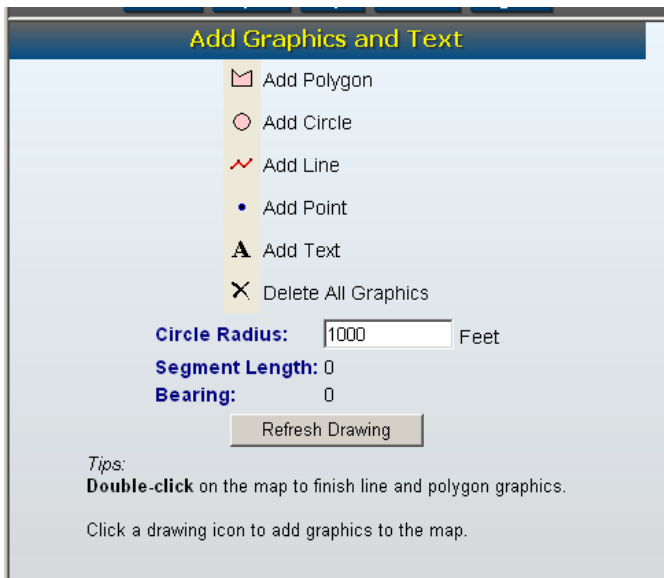 Add Graphics and Text
Add Polygon
Add Circle
Add Line
Add Point
A Add Text
Delete All Graphics
Circle Radius: 1000 Feet
Segment Length: 0
Bearing: 0
Refresh Drawing
Tips:
Double-click on the map to finish line and polygon graphics.
Click a drawing icon to add graphics to the map.